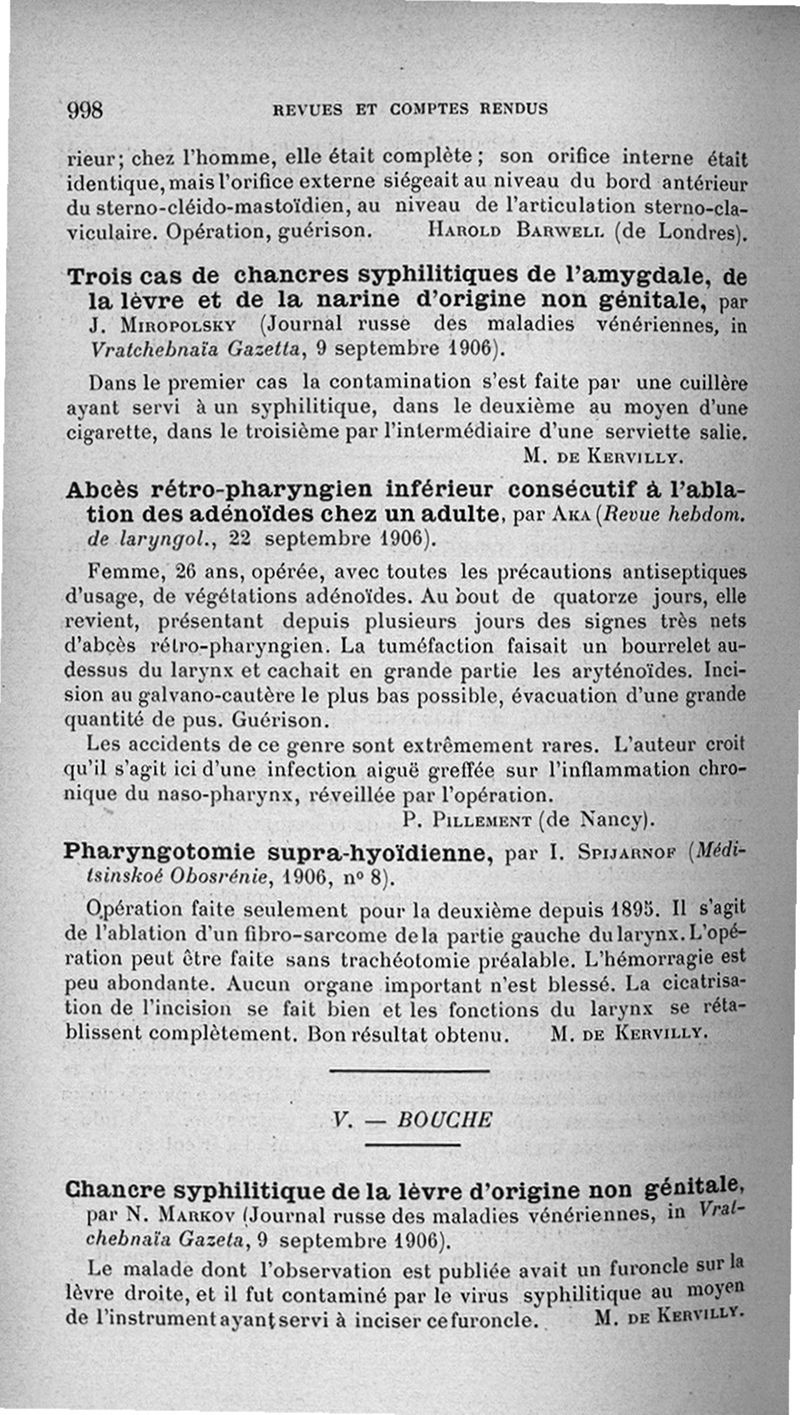 998 REVUES ET COMPTES RENDUS
rieur; chez l'homme, elle était complète; son orifice interne était
identique, mais l'orifice externe siégeait au niveau du bord antérieur
du sterno-cléido-mastoïdien, au niveau de l'articulation sterno-cla-
viculaire. Opération, guérison. HAROLD BARWELL (de Londres).
Trois cas de chancres syphilitiques de l'amygdale, de
la lèvre et de la narine d'origine non génitale, par
J. MIROPOLSKY (Journal russe des maladies vénériennes, in
Vratchebnaïa Gazetta, 9 septembre 1906).
Dans le premier cas la contamination s'est faite par une cuillère
ayant servi à un syphilitique, dans le deuxième au moyen d'une
cigarette, dans le troisième par l'intermédiaire d'une serviette salie.
M. DE KERVILLY.
Abcès rétro-pharyngien inférieur consécutif à l'abla-
tion des adénoïdes chez un adulte, par AKA (Revue hebdom.
de laryngol., 22 septembre 1906).
Femme, 26 ans, opérée, avec toutes les précautions antiseptiques
d'usage, de végétations adénoïdes. Au bout de quatorze jours, elle
revient, présentant depuis plusieurs jours des signes très nets
d'abcès rétro-pharyngien. La tuméfaction faisait un bourrelet au-
dessus du larynx et cachait en grande partie les aryténoïdes. Inci-
sion au galvano-cautère le plus bas possible, évacuation d'une grande
quantité de pus. Guérison.
Les accidents de ce genre sont extrêmement rares. L'auteur croit
qu'il s'agit ici d'une infection aiguë greffée sur l'inflammation chro-
nique du naso-pharynx, réveillée par l'opération.
P. PILLEMENT (de Nancy).
Pharyngotomie supra-hyoïdienne, par I. SPIJARNOF (Médi-
tsinskoé Obosrénie, 1906, nº 8).
Opération faite seulement pour la deuxième depuis 1895. Il s'agit
de l'ablation d'un fibro-sarcome de la partie gauche du larynx. L'opé-
ration peut être faite sans trachéotomie préalable. L'hémorragie est
peu abondante. Aucun organe important n'est blessé. La cicatrisa-
tion de l'incision se fait bien et les fonctions du larynx se réta-
blissent complètement. Bon résultat obtenu. M. DE KERVILLY.
V. — BOUCHE
Chancre syphilitique de la lèvre d'origine non génitale,
par N. MARKOV (Journal russe des maladies vénériennes, in Vrat-
chebnaïa Gazeta, 9 septembre 1906).
Le malade dont l'observation est publiée avait un furoncle sur la
lèvre droite, et il fut contaminé par le virus syphilitique au moyen
de l'instrument ayant servi à inciser ce furoncle. M. DE KERVILLY.